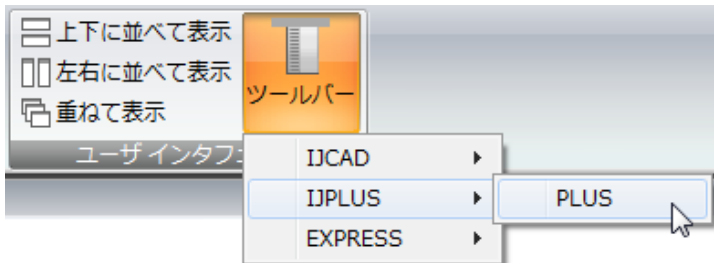 上下に並べて表示
左右に並べて表示
重ねて表示
ツールバー
ユーザ インタフェ
IJCAD
IJPLUS
PLUS
EXPRESS